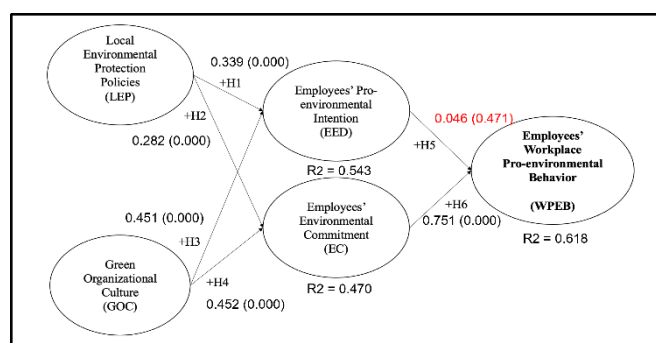 Local
Environmental
Protection
Policies
(LEP)
0.339 (0.000)
+H1
+H2
0.282 (0.000)
Employees' Pro-
environmental
Intention
(EED)
R2 = 0.543
0.046 (0.471)
+H5
Employees'
Workplace
Pro-environmental
Behavior
(WPEB)
R2 = 0.618
0.451 (0.000)
+H3
Green
Organizational
Culture
(GOC)
+H4
0.452 (0.000)
Employees'
Environmental
Commitment
(EC)
R2 = 0.470
+H6
0.751 (0.000)